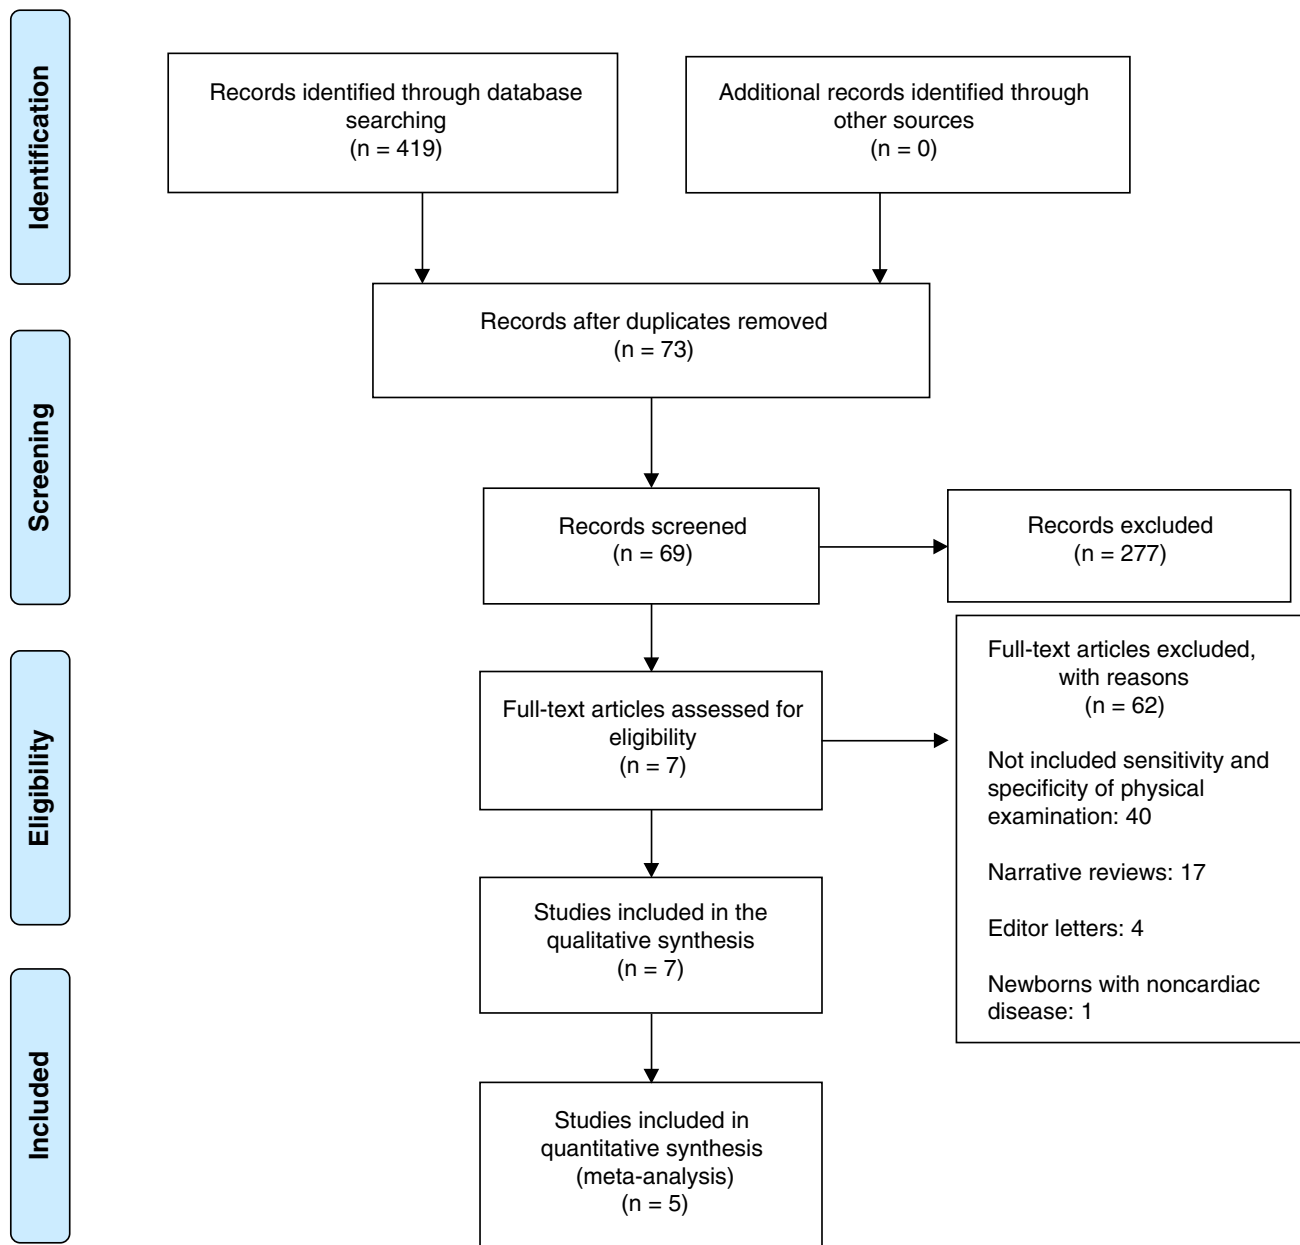 Identification
Records identified through database
searching
(n = 419)
Additional records identified through
other sources
(n = 0)
Records after duplicates removed
(n = 73)
Screening
Records screened
(n = 69)
Records excluded
(n = 277)
Eligibility
Full-text articles assessed for
eligibility
(n = 7)
Full-text articles excluded,
with reasons
(n = 62)
Not included sensitivity and
specificity of physical
examination: 40
Narrative reviews: 17
Editor letters: 4
Newborns with noncardiac
disease: 1
Studies included in the
qualitative synthesis
(n = 7)
Included
Studies included in
quantitative synthesis
(meta-analysis)
(n = 5)